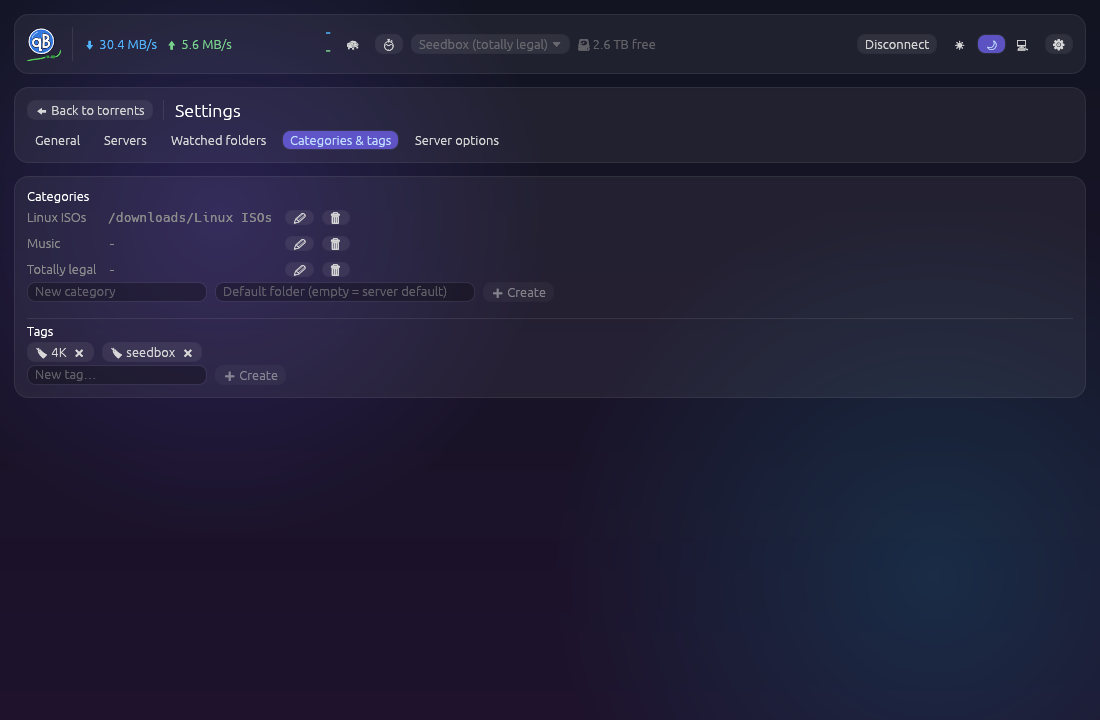 qB 30.4 MB/s 5.6 MB/s - - Seedbox (totally legal) 2.6 TB free Disconnect
Back to torrents Settings
General Servers Watched folders Categories & tags Server options
Categories
Linux ISOs /downloads/Linux ISOs
Music -
Totally legal -
New category Default folder (empty = server default) Create
Tags
4K seedbox
New tag... Create